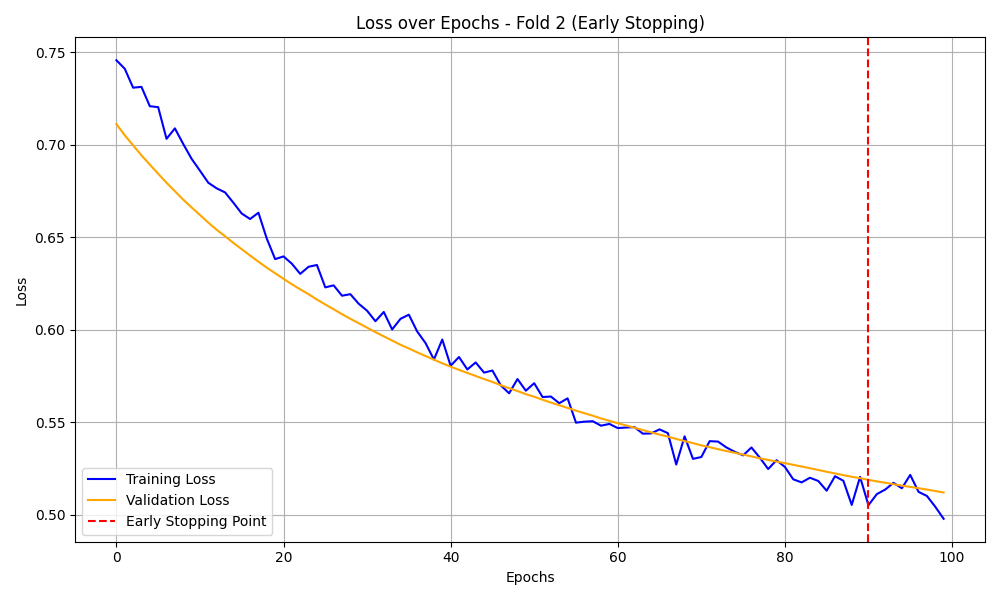 Loss over Epochs - Fold 2 (Early Stopping)
0.75
0.70
0.65
0.60
0.55
0.50
Loss
Training Loss
Validation Loss
Early Stopping Point
0 20 40 60 80 100
Epochs